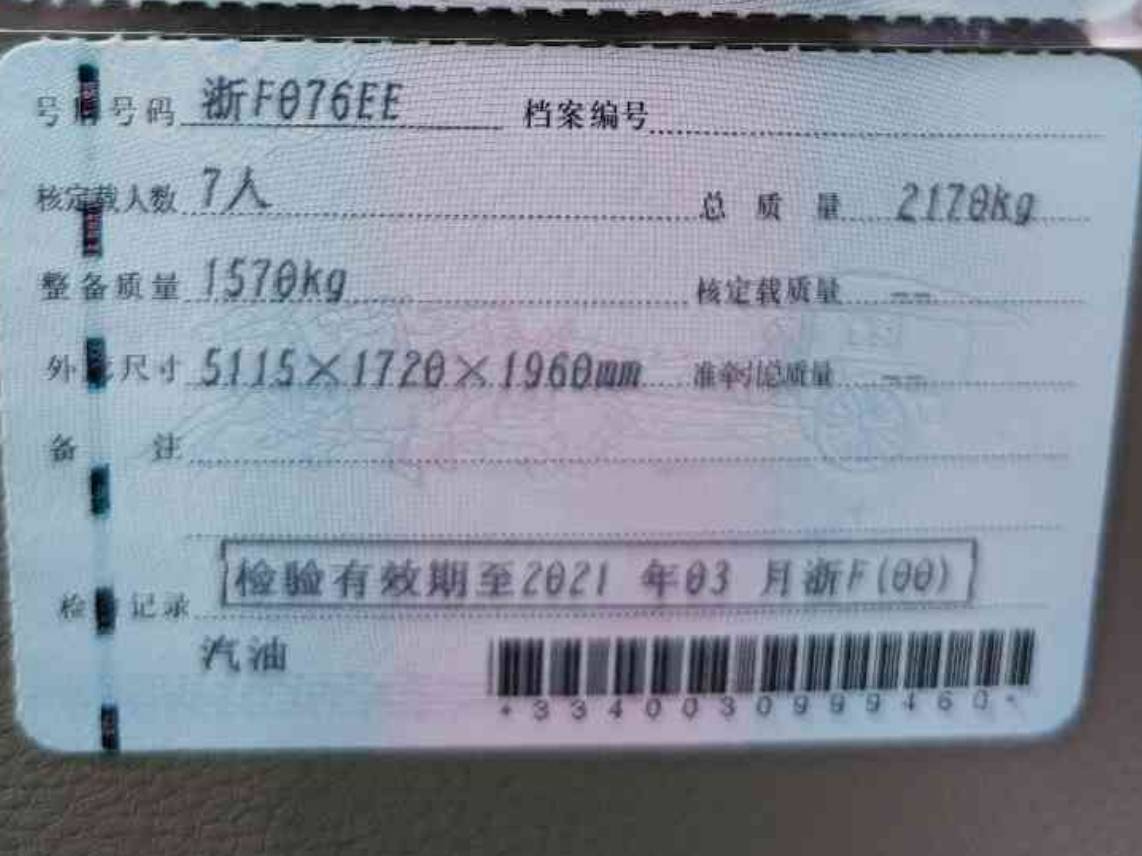 号牌号码 浙F076EE 档案编号
核定载人数 7人 总质量 2170kg
整备质量 1570kg 核定载质量 --
外廓尺寸 5115×1720×1960mm 准牵引总质量 --
备注
检验有效期至2021 年03 月浙F(00)
检验记录
汽油
*3340030999460*